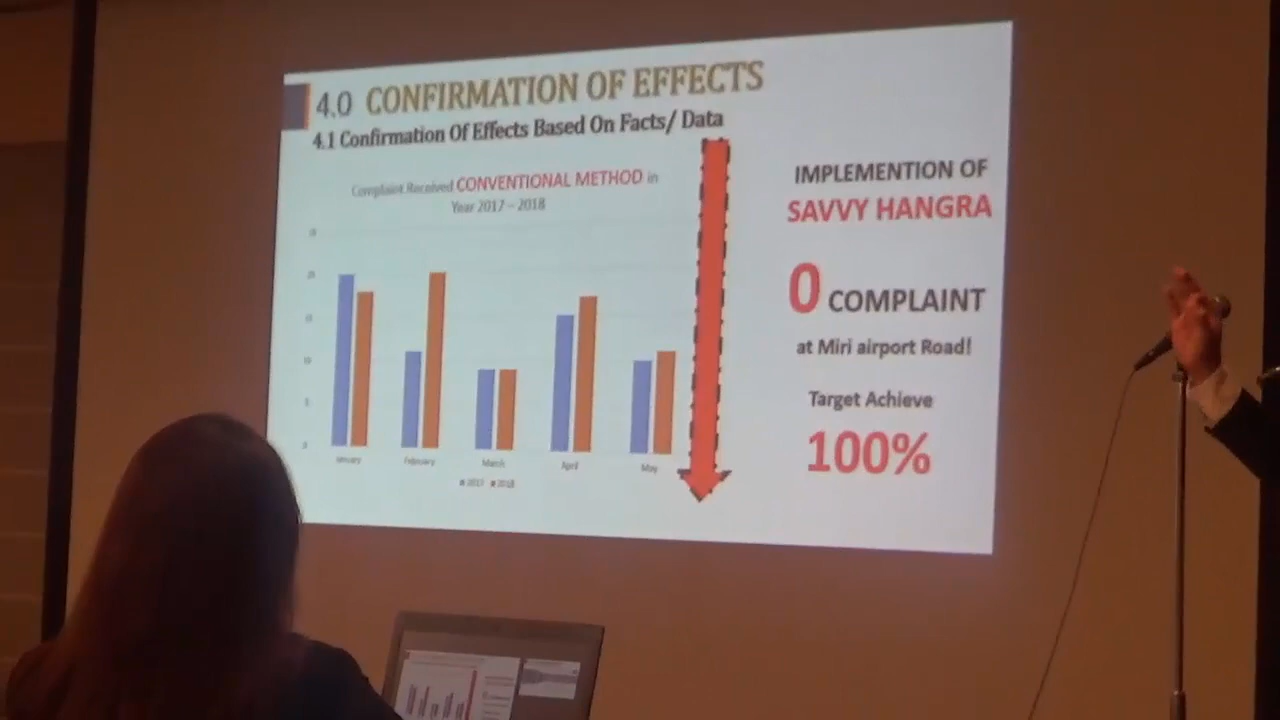 4.0 CONFIRMATION OF EFFECTS
4.1 Confirmation Of Effects Based On Facts/ Data
Complaint Received CONVENTIONAL METHOD in
Year 2017 – 2018
January
February
March
April
May
2017 2018
IMPLEMENTION OF
SAVVY HANGRA
0 COMPLAINT
at Miri airport Road!
Target Achieve
100%